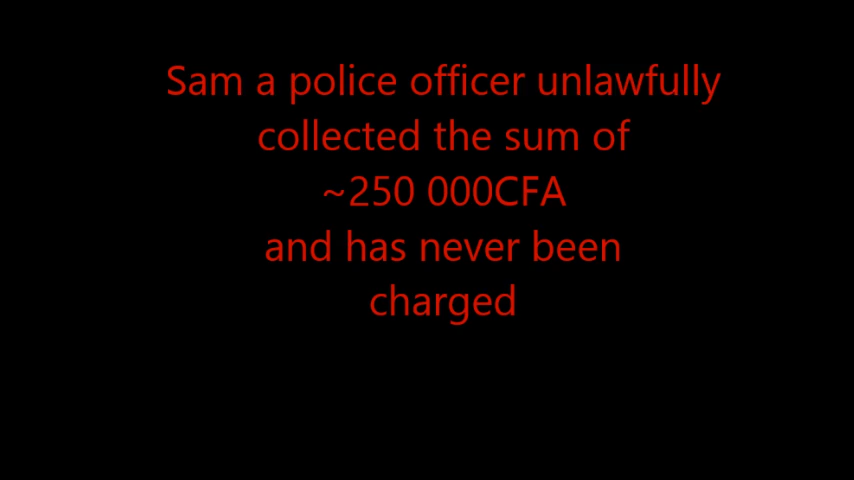 Sam a police officer unlawfully
collected the sum of
~250 000CFA
and has never been
charged